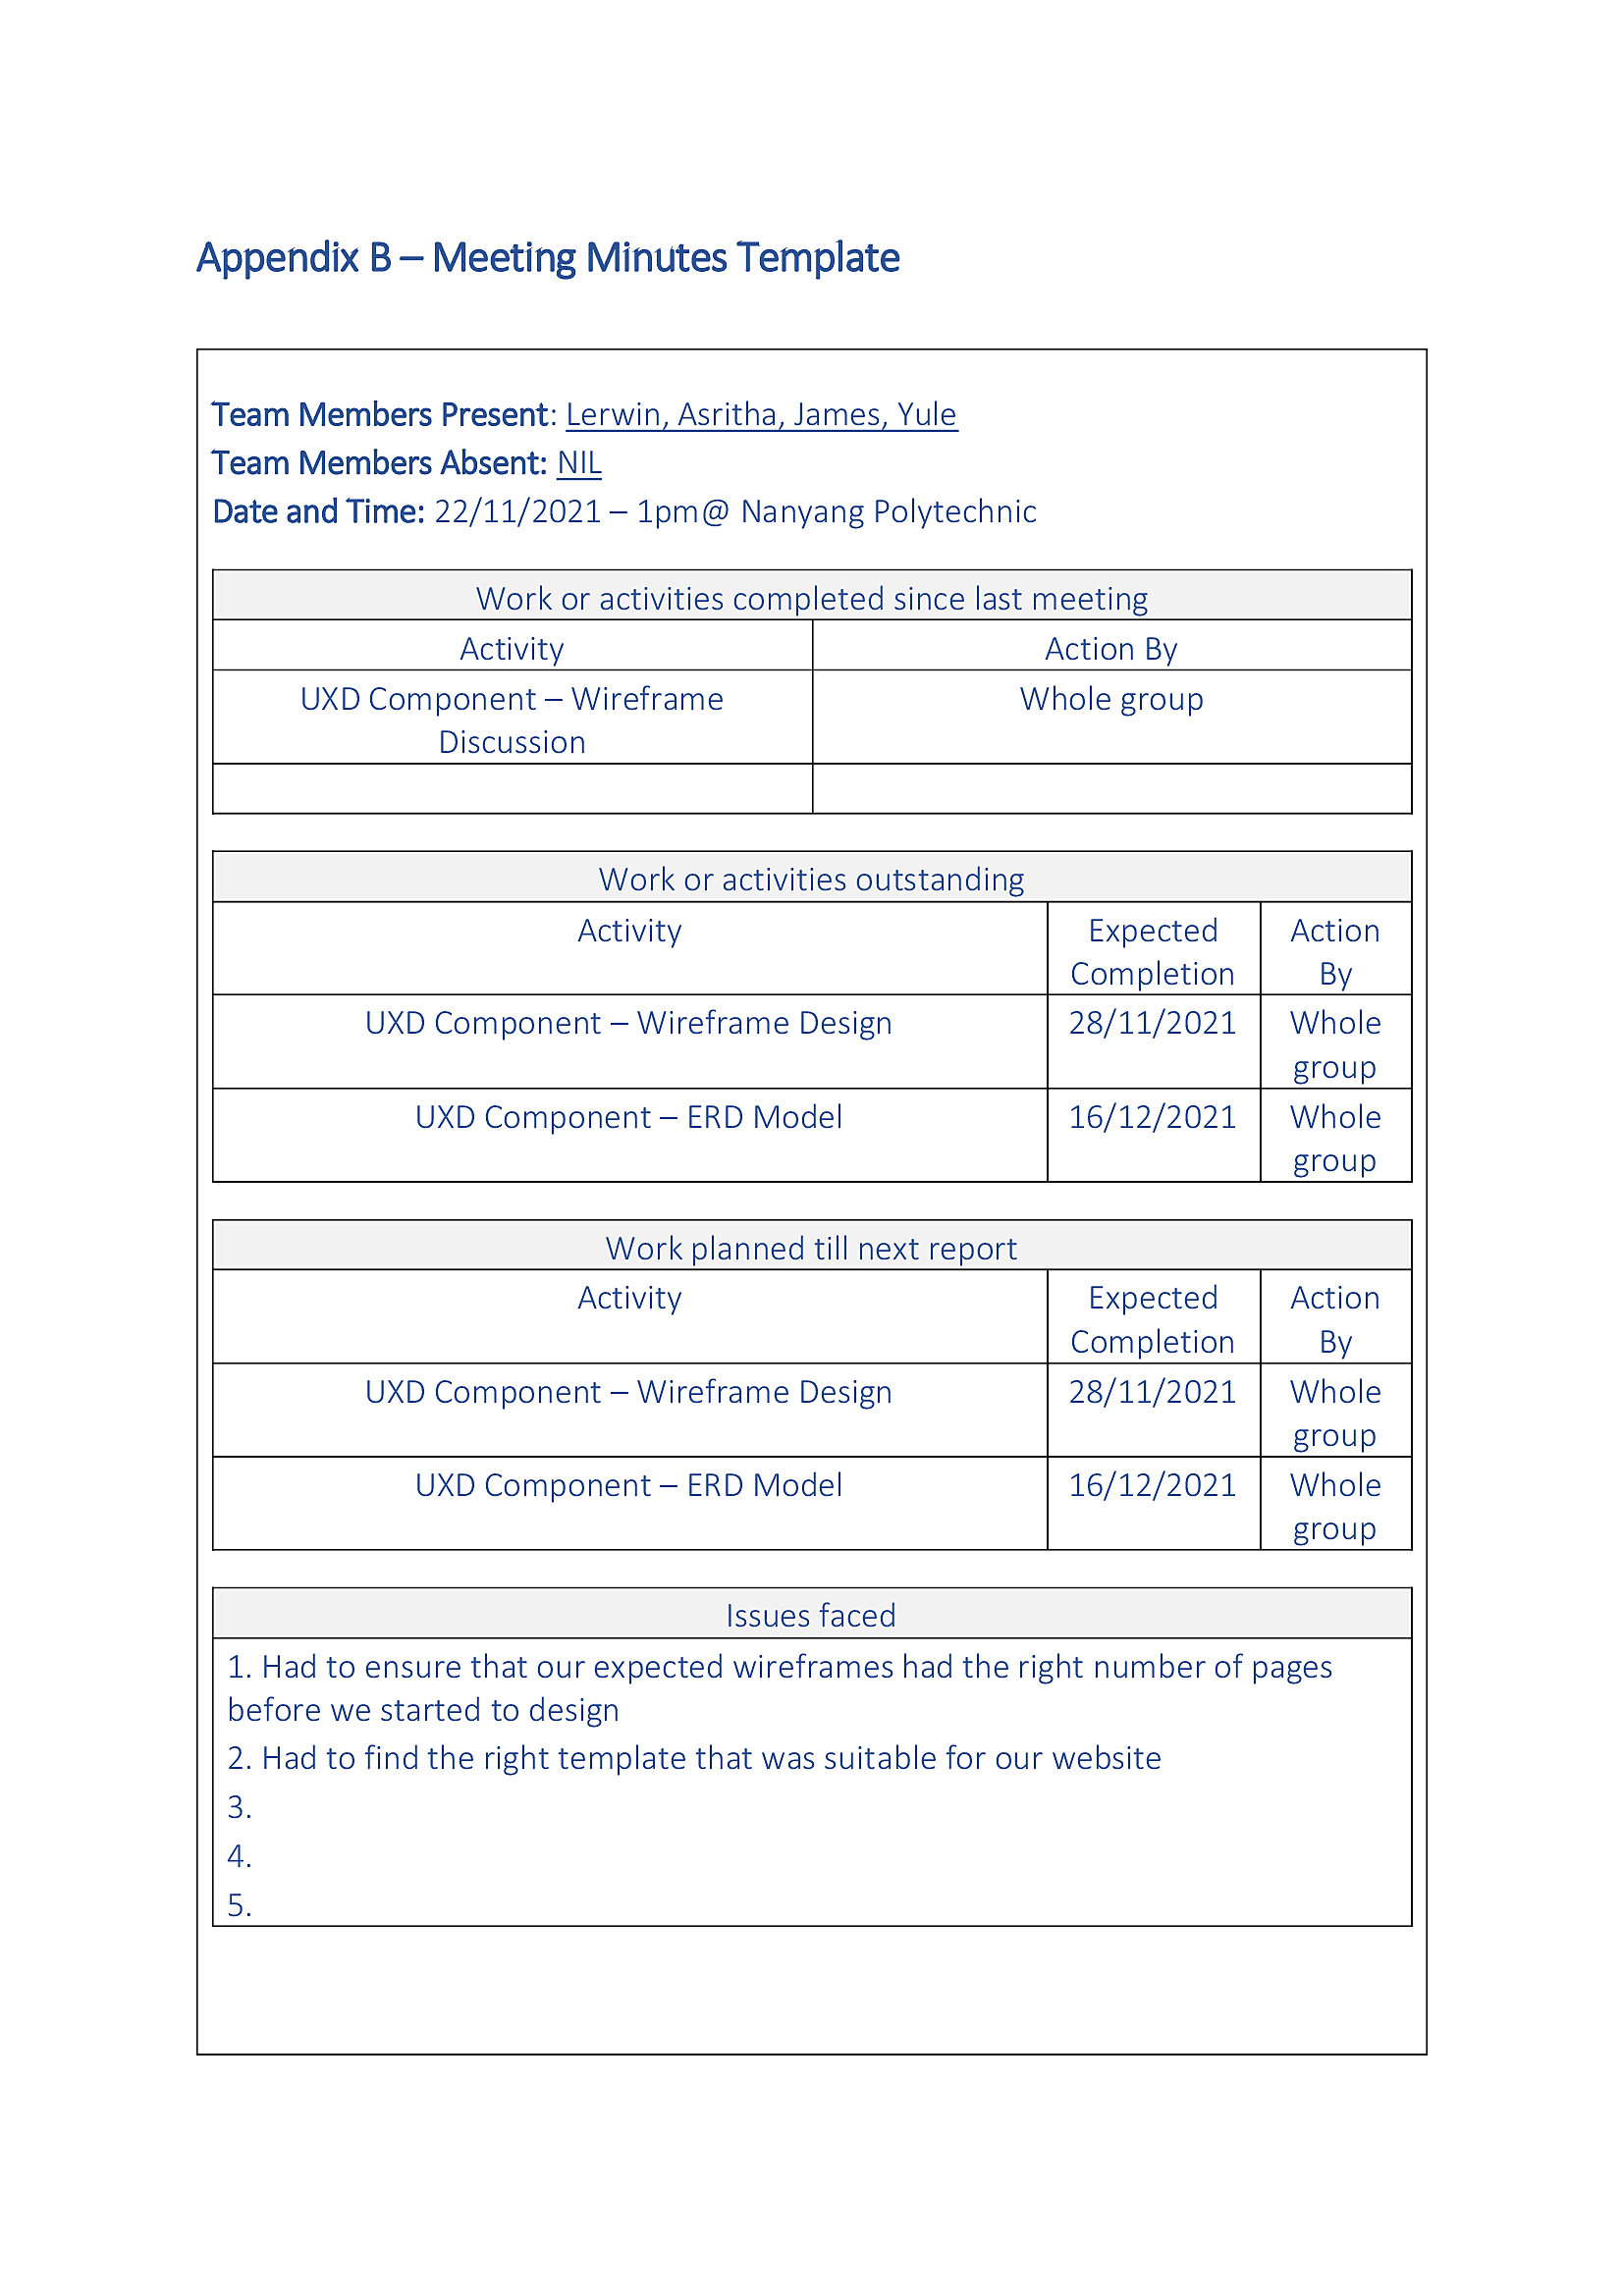 Appendix B – Meeting Minutes Template
Team Members Present: Lerwin, Asritha, James, Yule
Team Members Absent: NIL
Date and Time: 22/11/2021 – 1pm@ Nanyang Polytechnic
Work or activities completed since last meeting
Activity Action By
UXD Component – Wireframe Whole group
Discussion
Work or activities outstanding
Activity Expected Action
Completion By
UXD Component – Wireframe Design 28/11/2021 Whole
group
UXD Component – ERD Model 16/12/2021 Whole
group
Work planned till next report
Activity Expected Action
Completion By
UXD Component – Wireframe Design 28/11/2021 Whole
group
UXD Component – ERD Model 16/12/2021 Whole
group
Issues faced
1. Had to ensure that our expected wireframes had the right number of pages
before we started to design
2. Had to find the right template that was suitable for our website
3.
4.
5.